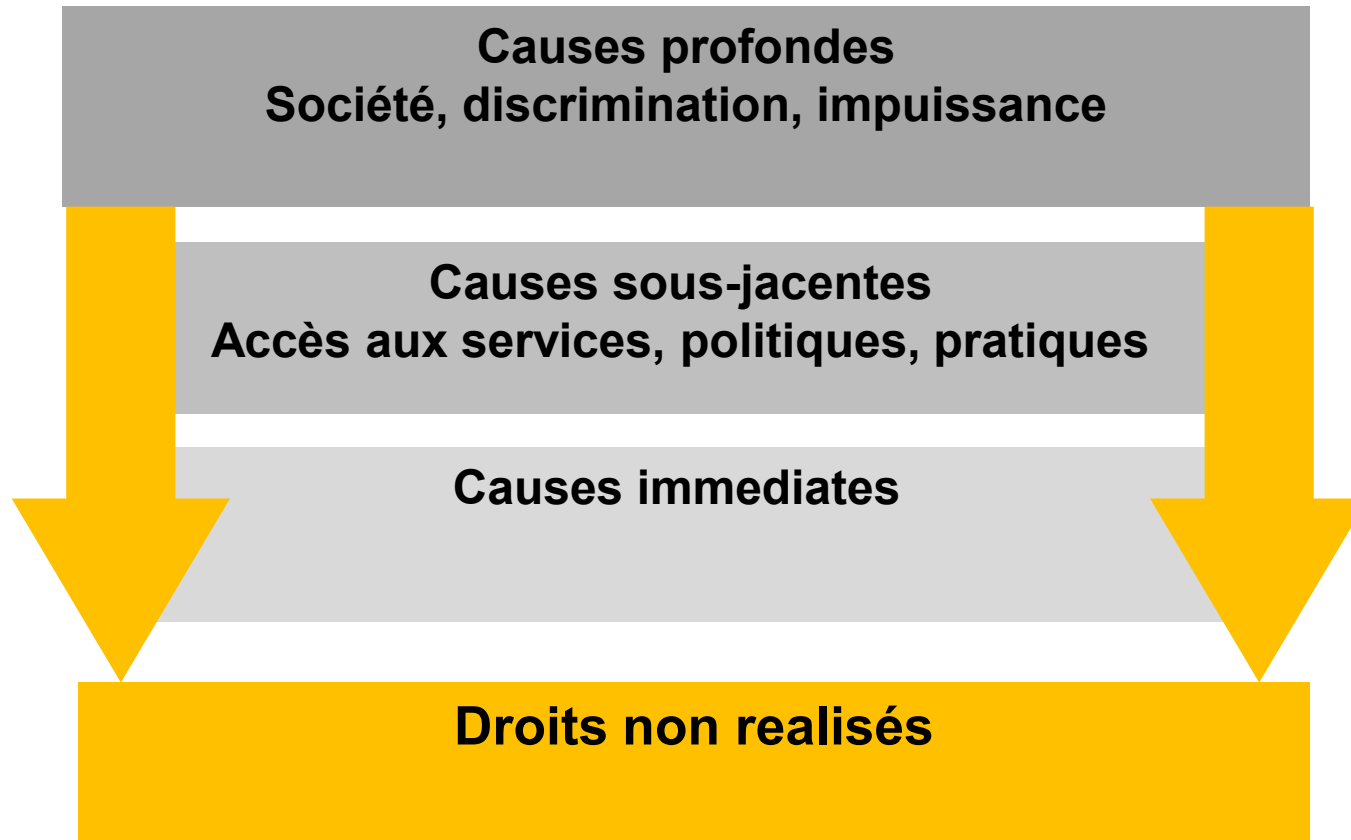 Causes profondes
Société, discrimination, impuissance
Causes sous-jacentes
Accès aux services, politiques, pratiques
Causes immediates
Droits non realisés